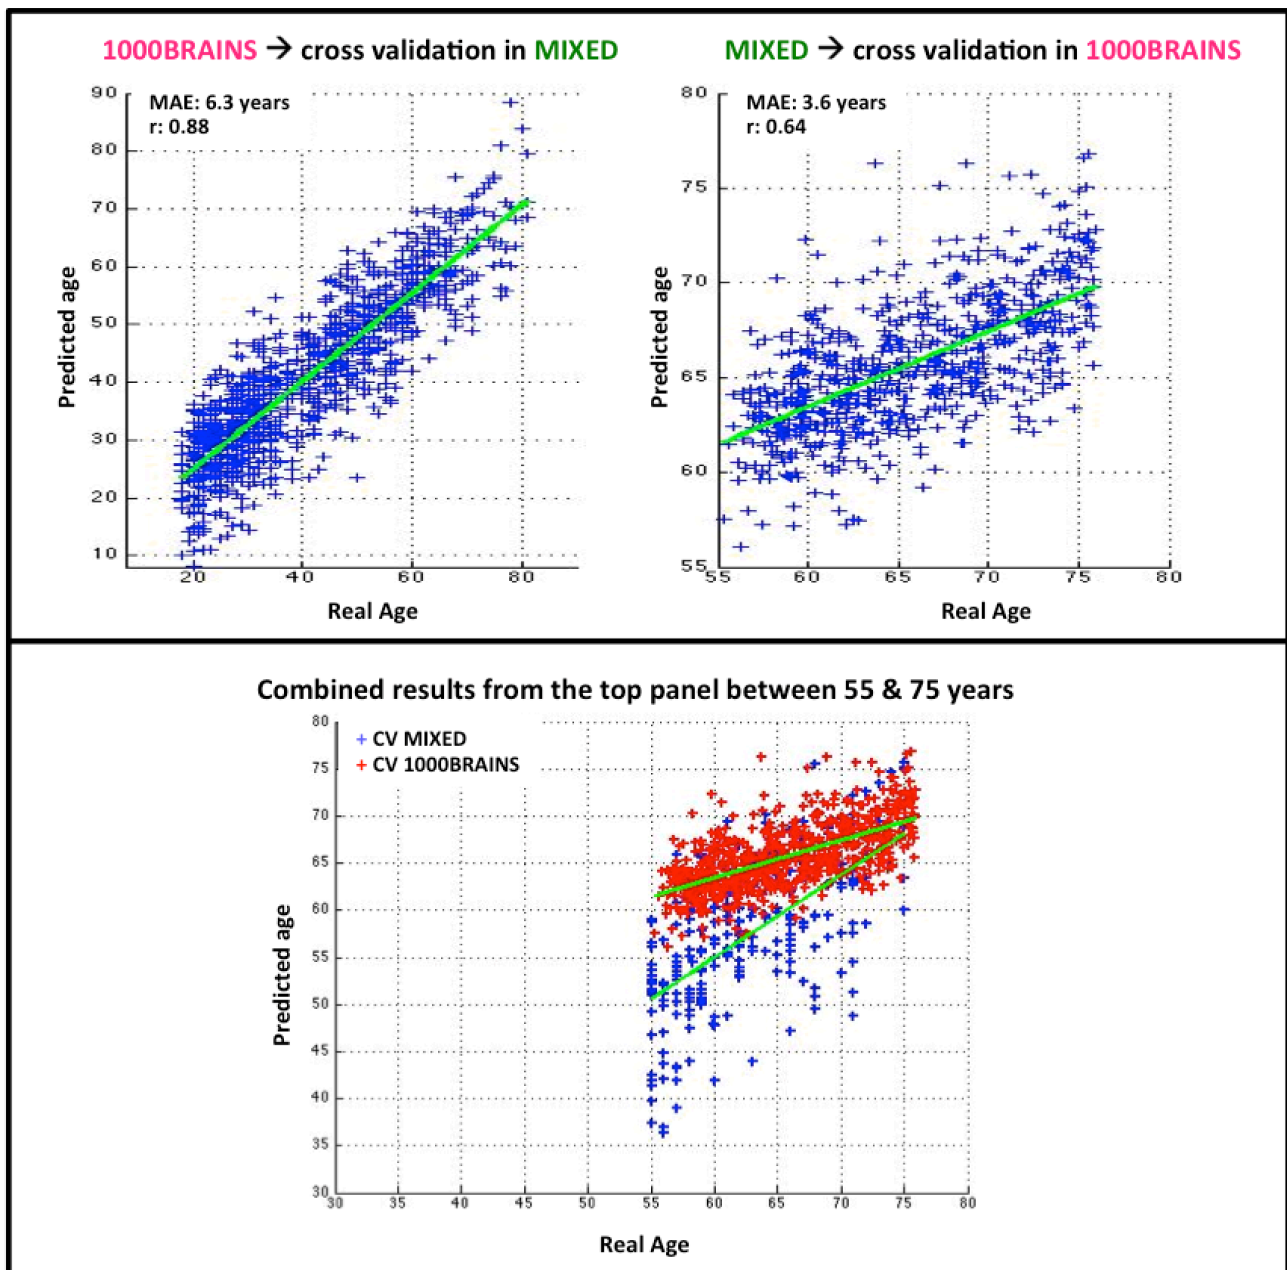 1000BRAINS → cross validation in MIXED
MAE: 6.3 years
r: 0.88
Predicted age
90
80
70
60
50
40
30
20
10
20 40 60 80
Real Age
MIXED → cross validation in 1000BRAINS
MAE: 3.6 years
r: 0.64
Predicted age
80
75
70
65
60
55
55 60 65 70 75 80
Real Age
Combined results from the top panel between 55 & 75 years
+ CV MIXED
+ CV 1000BRAINS
Predicted age
80
75
70
65
60
55
50
45
40
35
30
30 35 40 45 50 55 60 65 70 75 80
Real Age